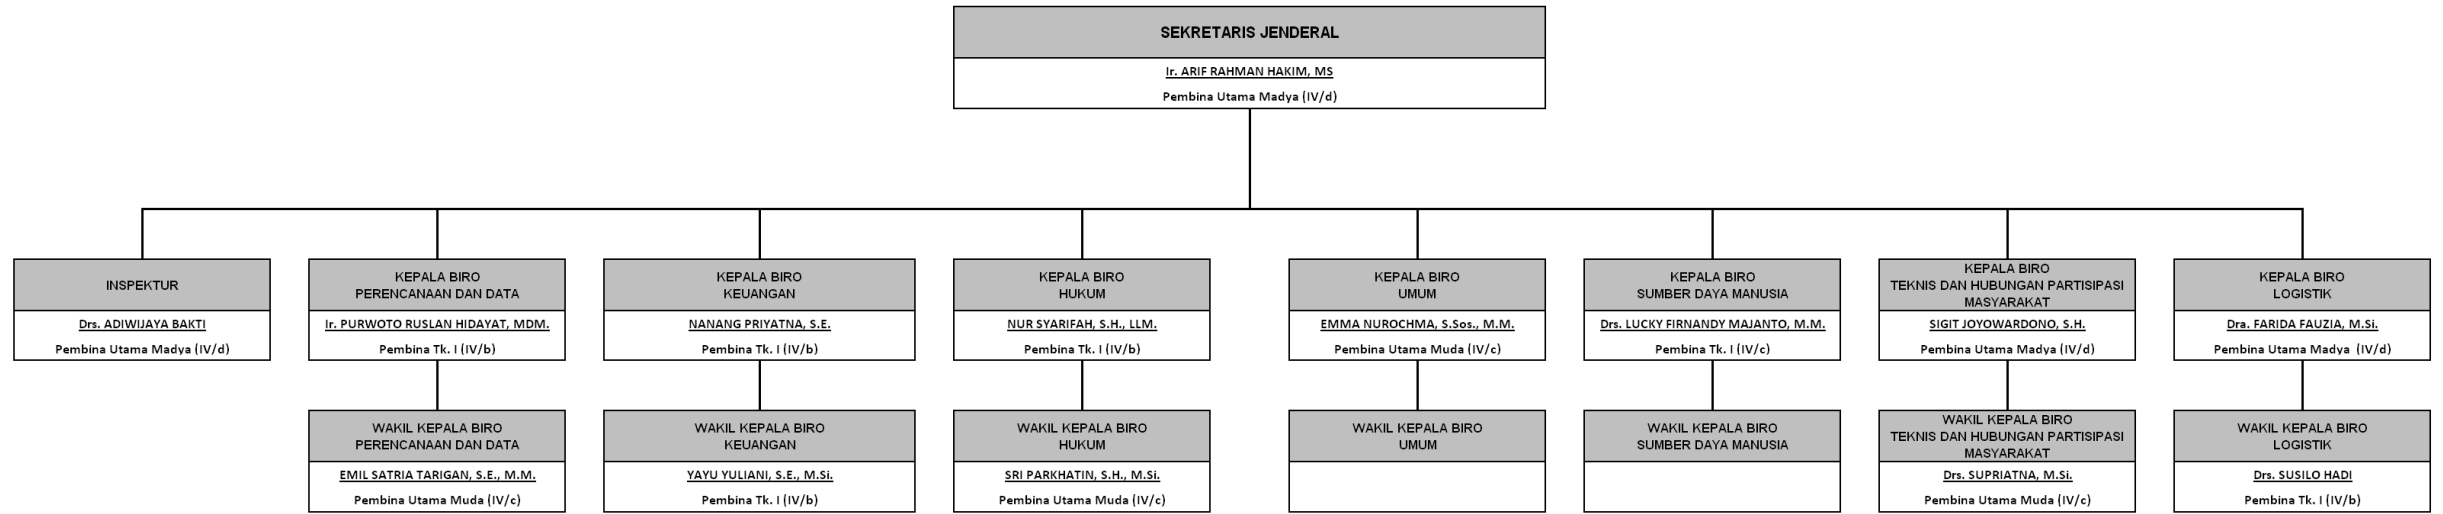 SEKRETARIS JENDERAL
Ir. ARIF RAHMAN HAKIM, MS
Pembina Utama Madya (IV/d)
INSPEKTUR
Drs. ADIWIJAYA BAKTI
Pembina Utama Madya (IV/d)
KEPALA BIRO
PERENCANAAN DAN DATA
Ir. PURWOTO RUSLAN HIDAYAT, MDM.
Pembina Tk. I (IV/b)
KEPALA BIRO
KEUANGAN
NANANG PRIYATNA, S.E.
Pembina Tk. I (IV/b)
KEPALA BIRO
HUKUM
NUR SYARIFAH, S.H., LLM.
Pembina Tk. I (IV/b)
KEPALA BIRO
UMUM
EMMA NUROCHMA, S.Sos., M.M.
Pembina Utama Muda (IV/c)
KEPALA BIRO
SUMBER DAYA MANUSIA
Drs. LUCKY FIRNANDY MAJANTO, M.M.
Pembina Tk. I (IV/c)
KEPALA BIRO
TEKNIS DAN HUBUNGAN PARTISIPASI
MASYARAKAT
SIGIT JOYOWARDONO, S.H.
Pembina Utama Madya (IV/d)
KEPALA BIRO
LOGISTIK
Dra. FARIDA FAUZIA, M.Si.
Pembina Utama Madya (IV/d)
WAKIL KEPALA BIRO
PERENCANAAN DAN DATA
EMIL SATRIA TARIGAN, S.E., M.M.
Pembina Utama Muda (IV/c)
WAKIL KEPALA BIRO
KEUANGAN
YAYU YULIANI, S.E., M.Si.
Pembina Tk. I (IV/b)
WAKIL KEPALA BIRO
HUKUM
SRI PARKHATIN, S.H., M.Si.
Pembina Utama Muda (IV/c)
WAKIL KEPALA BIRO
UMUM
WAKIL KEPALA BIRO
SUMBER DAYA MANUSIA
WAKIL KEPALA BIRO
TEKNIS DAN HUBUNGAN PARTISIPASI
MASYARAKAT
Drs. SUPRIATNA, M.Si.
Pembina Utama Muda (IV/c)
WAKIL KEPALA BIRO
LOGISTIK
Drs. SUSILO HADI
Pembina Tk. I (IV/b)